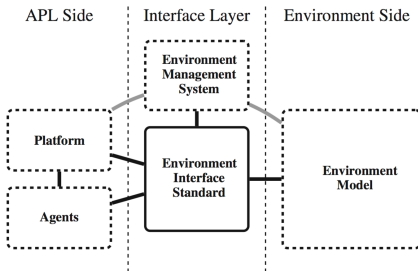 APL Side
Interface Layer
Environment Side
Environment
Management
System
Platform
Environment
Interface
Standard
Environment
Model
Agents